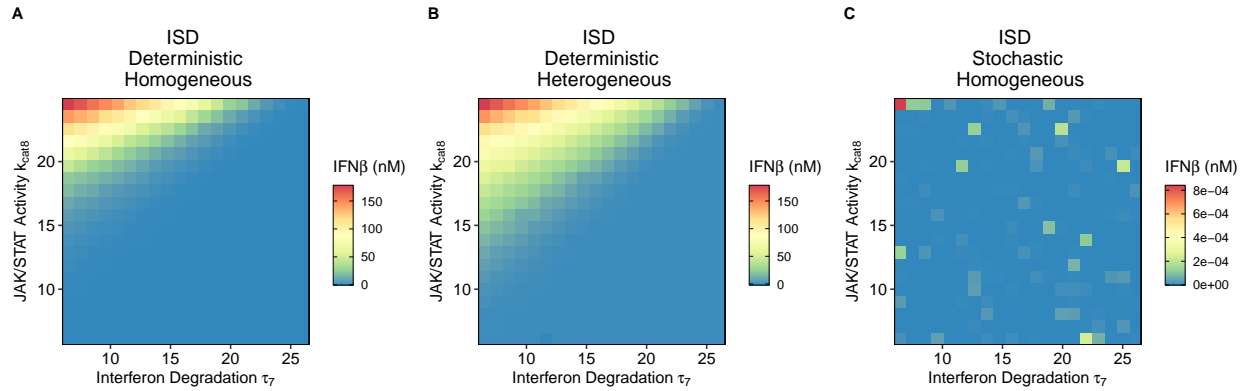 A
ISD
Deterministic
Homogeneous
JAK/STAT Activity kcat8
20
15
10
10
15
20
25
Interferon Degradation τ7
IFNβ (nM)
150
100
50
0
B
ISD
Deterministic
Heterogeneous
JAK/STAT Activity kcat8
20
15
10
10
15
20
25
Interferon Degradation τ7
IFNβ (nM)
150
100
50
0
C
ISD
Stochastic
Homogeneous
JAK/STAT Activity kcat8
20
15
10
10
15
20
25
Interferon Degradation τ7
IFNβ (nM)
8e−04
6e−04
4e−04
2e−04
0e+00